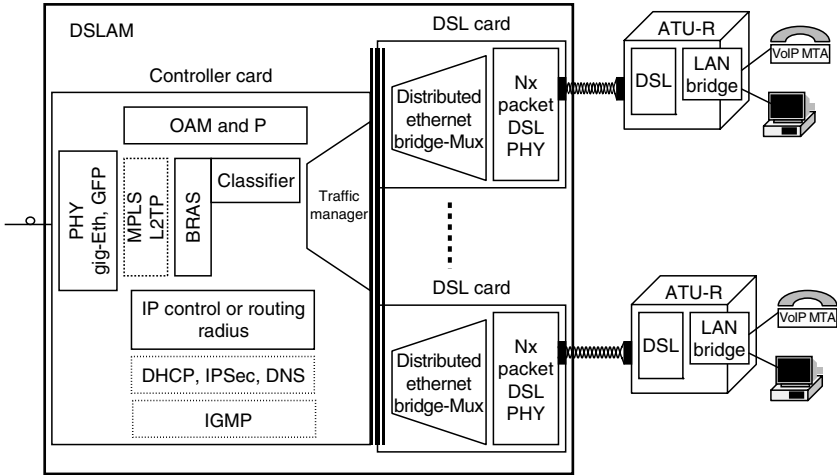 DSLAM
Controller card
OAM and P
PHY
gig-Eth, GFP
MPLS
L2TP
BRAS
Classifier
Traffic
manager
IP control or routing
radius
DHCP, IPSec, DNS
IGMP
DSL card
Distributed
ethernet
bridge-Mux
Nx
packet
DSL
PHY
ATU-R
DSL
LAN
bridge
VoIP MTA
DSL card
Distributed
ethernet
bridge-Mux
Nx
packet
DSL
PHY
ATU-R
DSL
LAN
bridge
VoIP MTA